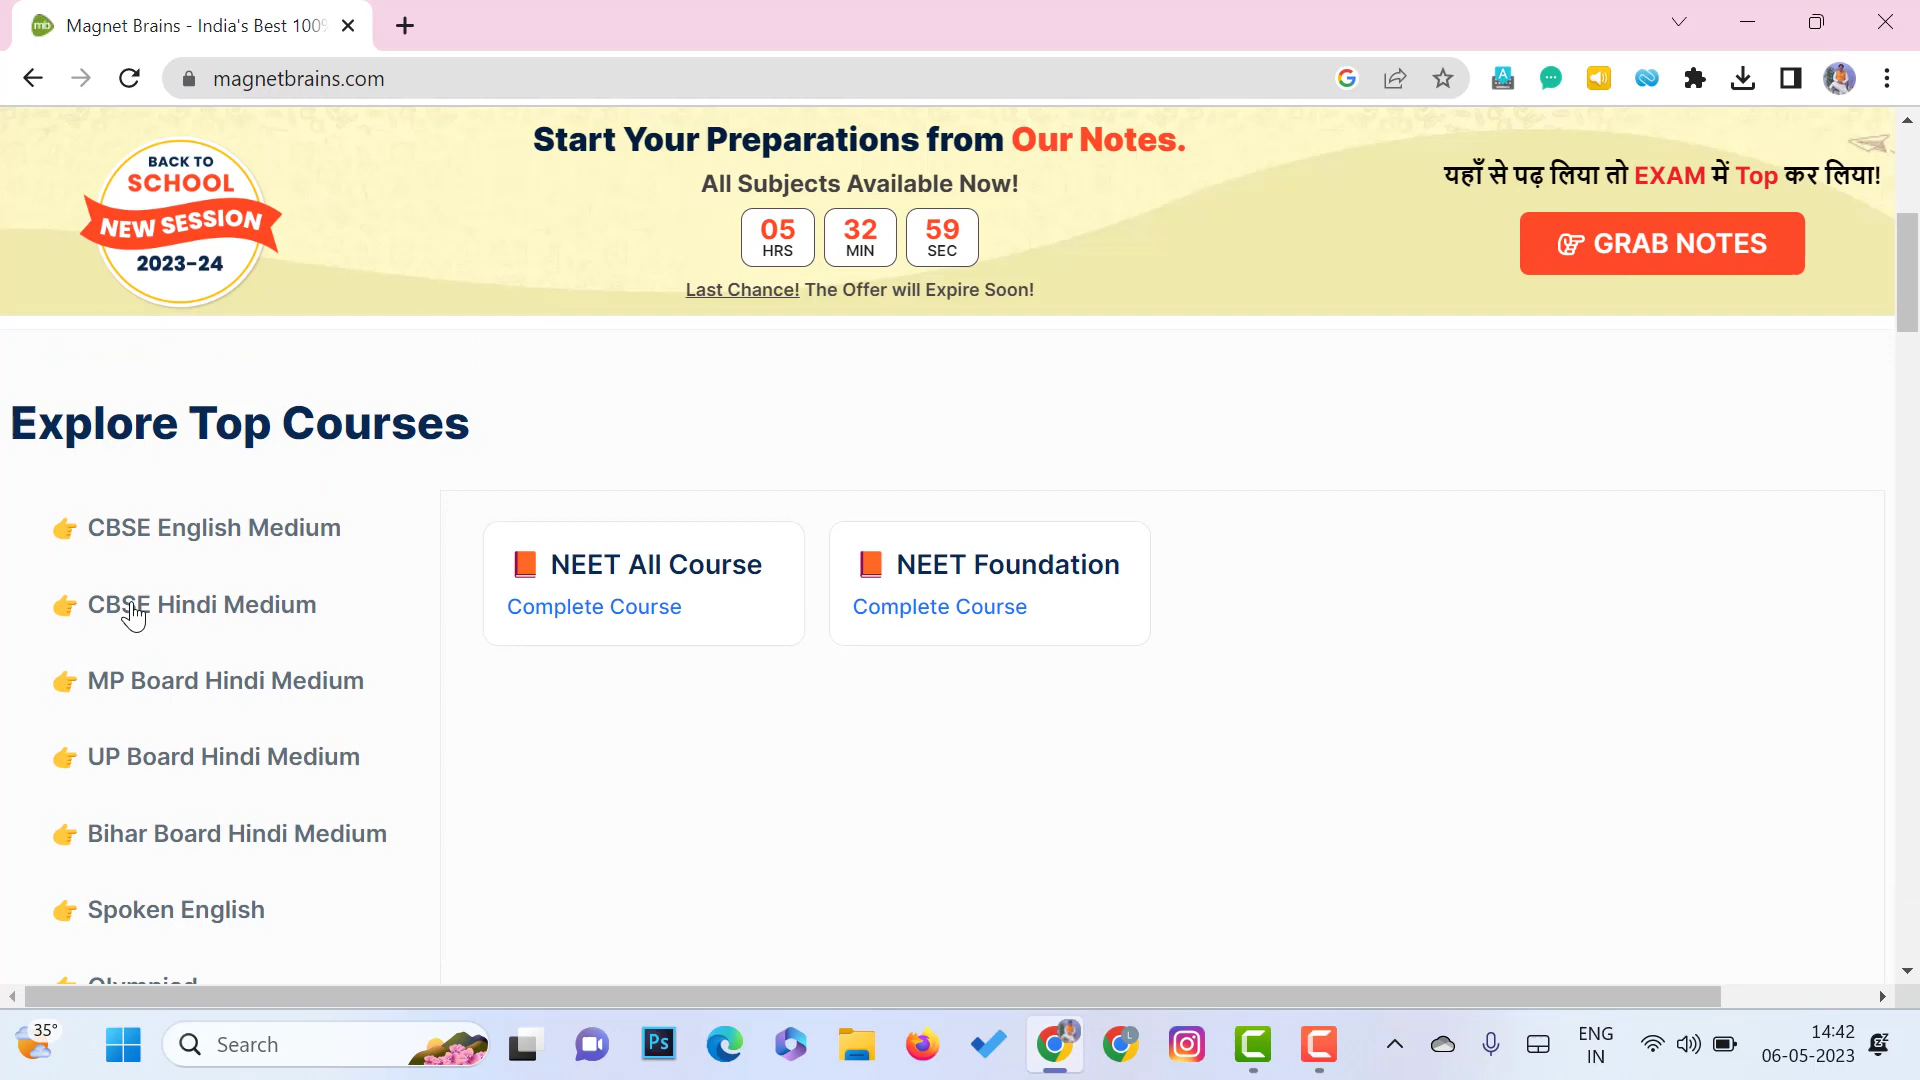 Magnet Brains - India's Best 100%
magnetbrains.com
BACK TO
SCHOOL
NEW SESSION
2023-24
Start Your Preparations from Our Notes.
All Subjects Available Now!
05 32 59
HRS MIN SEC
Last Chance! The Offer will Expire Soon!
यहाँ से पढ़ लिया तो EXAM में Top कर लिया!
GRAB NOTES
Explore Top Courses
CBSE English Medium
CBSE Hindi Medium
MP Board Hindi Medium
UP Board Hindi Medium
Bihar Board Hindi Medium
Spoken English
Olympiad
NEET All Course
Complete Course
NEET Foundation
Complete Course
35°
Search
Ps
L
ENG
IN
14:42
06-05-2023